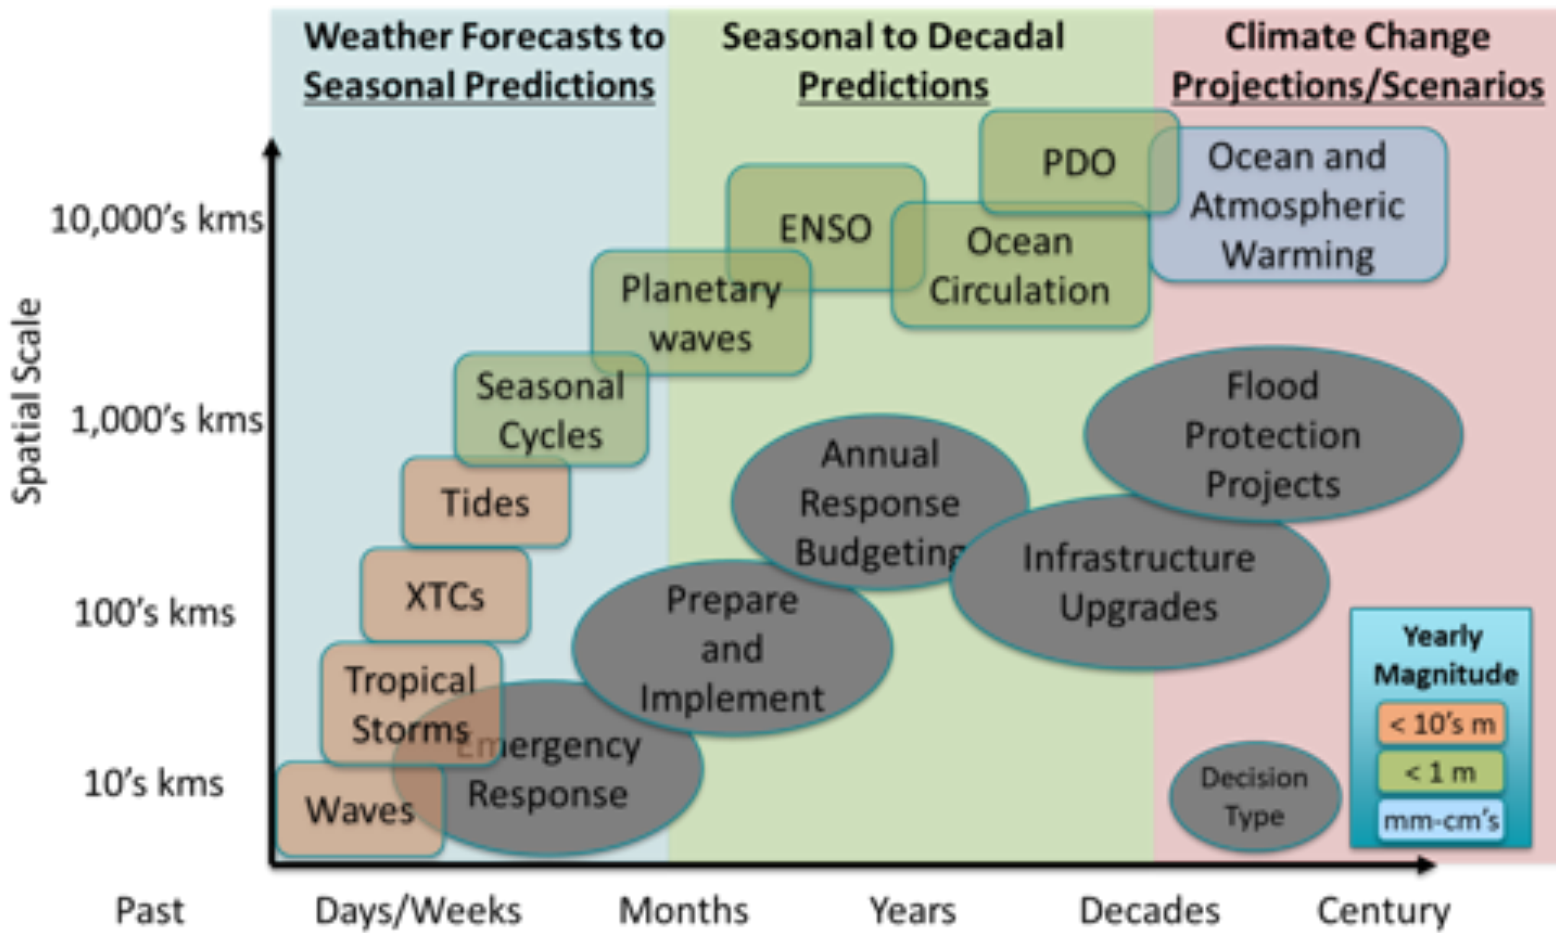 Weather Forecasts to
Seasonal Predictions
Seasonal to Decadal
Predictions
Climate Change
Projections/Scenarios
Spatial Scale
10,000's kms
1,000's kms
100's kms
10's kms
PDO
Ocean and
Atmospheric
Warming
ENSO
Ocean
Circulation
Planetary
waves
Seasonal
Cycles
Tides
XTCs
Tropical
Storms
Waves
Flood
Protection
Projects
Annual
Response
Budgeting
Infrastructure
Upgrades
Prepare
and
Implement
Emergency
Response
Decision
Type
Yearly
Magnitude
< 10's m
< 1 m
mm-cm's
Past Days/Weeks Months Years Decades Century